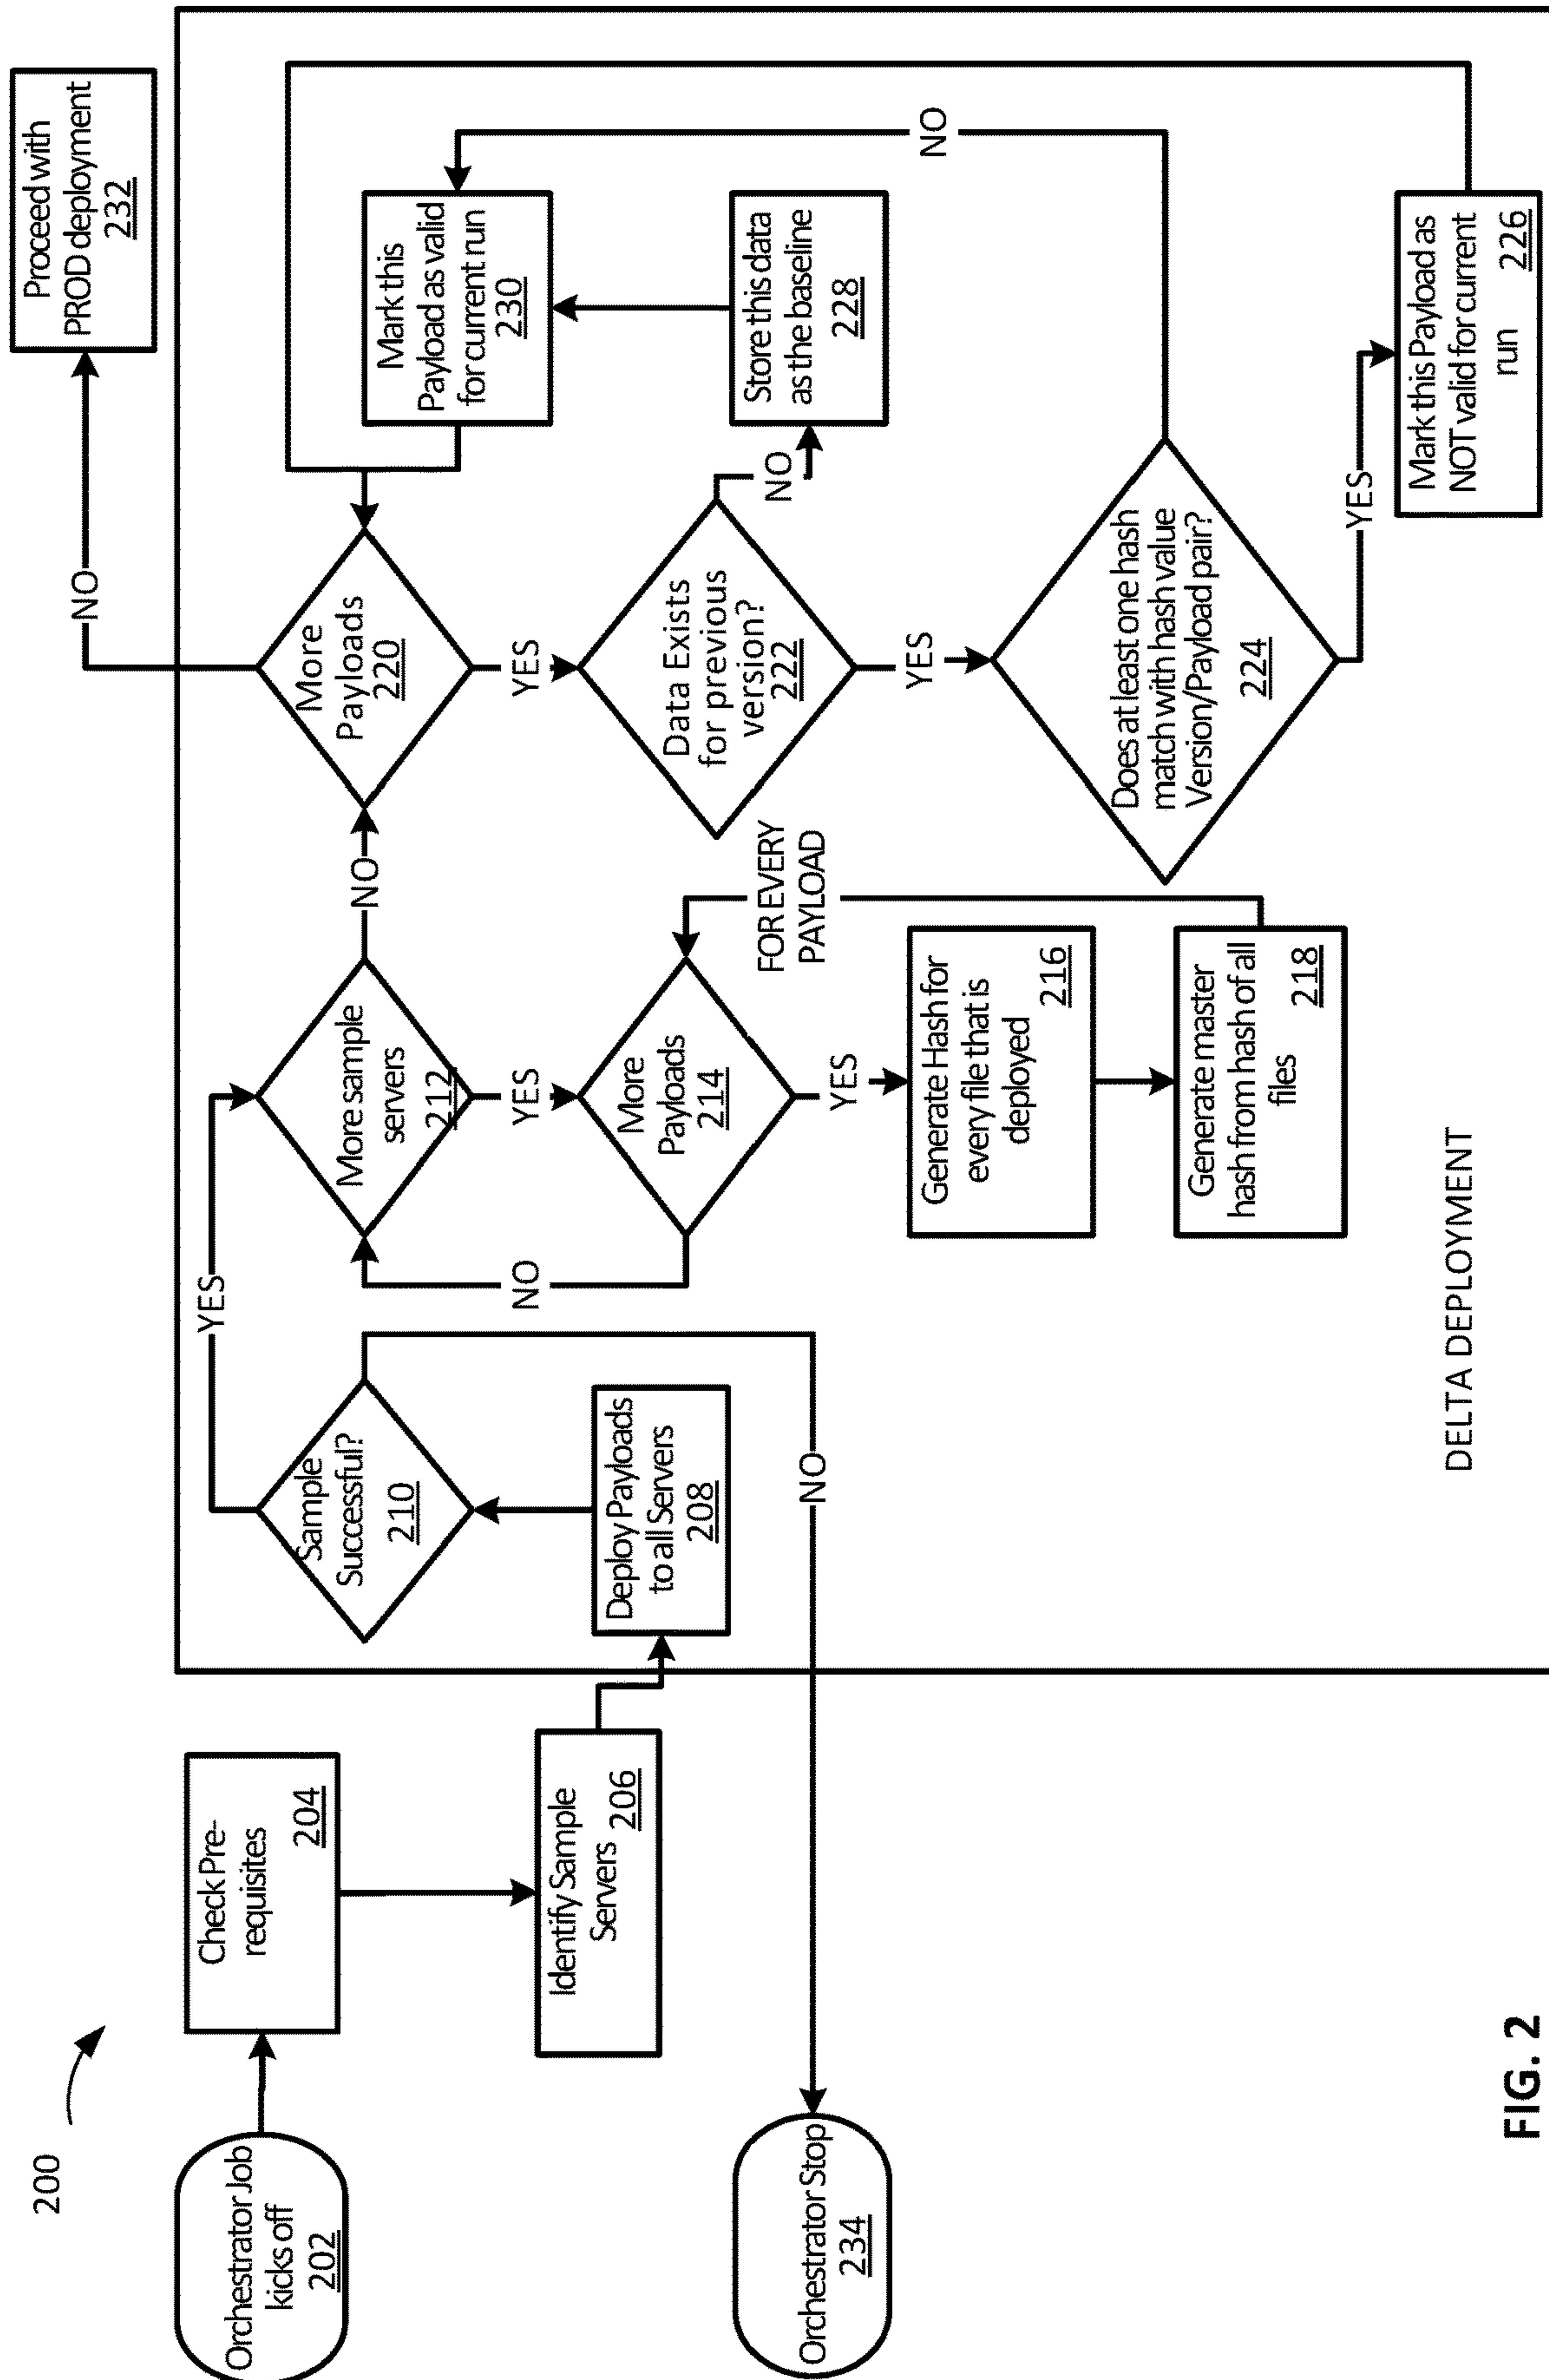 200
Orchestrator Job
kicks off
202
Check Pre-
requisites
204
Identify Sample
Servers 206
Orchestrator Stop
234
Deploy Payloads
to all Servers
208
Sample
Successful?
210
YES
NO
More sample
servers
212
NO
YES
NO
More
Payloads
214
YES
FOR EVERY
PAYLOAD
Generate Hash for
every file that is
deployed
216
Generate master
hash from hash of all
files
218
More
Payloads
220
NO
YES
Data Exists
for previous
version?
222
NO
YES
Does at least one hash
match with hash value
Version/Payload pair?
224
NO
YES
Mark this Payload as
NOT valid for current
run
226
Store this data
as the baseline
228
Mark this
Payload as valid
for current run
230
Proceed with
PROD deployment
232
DELTA DEPLOYMENT
FIG. 2